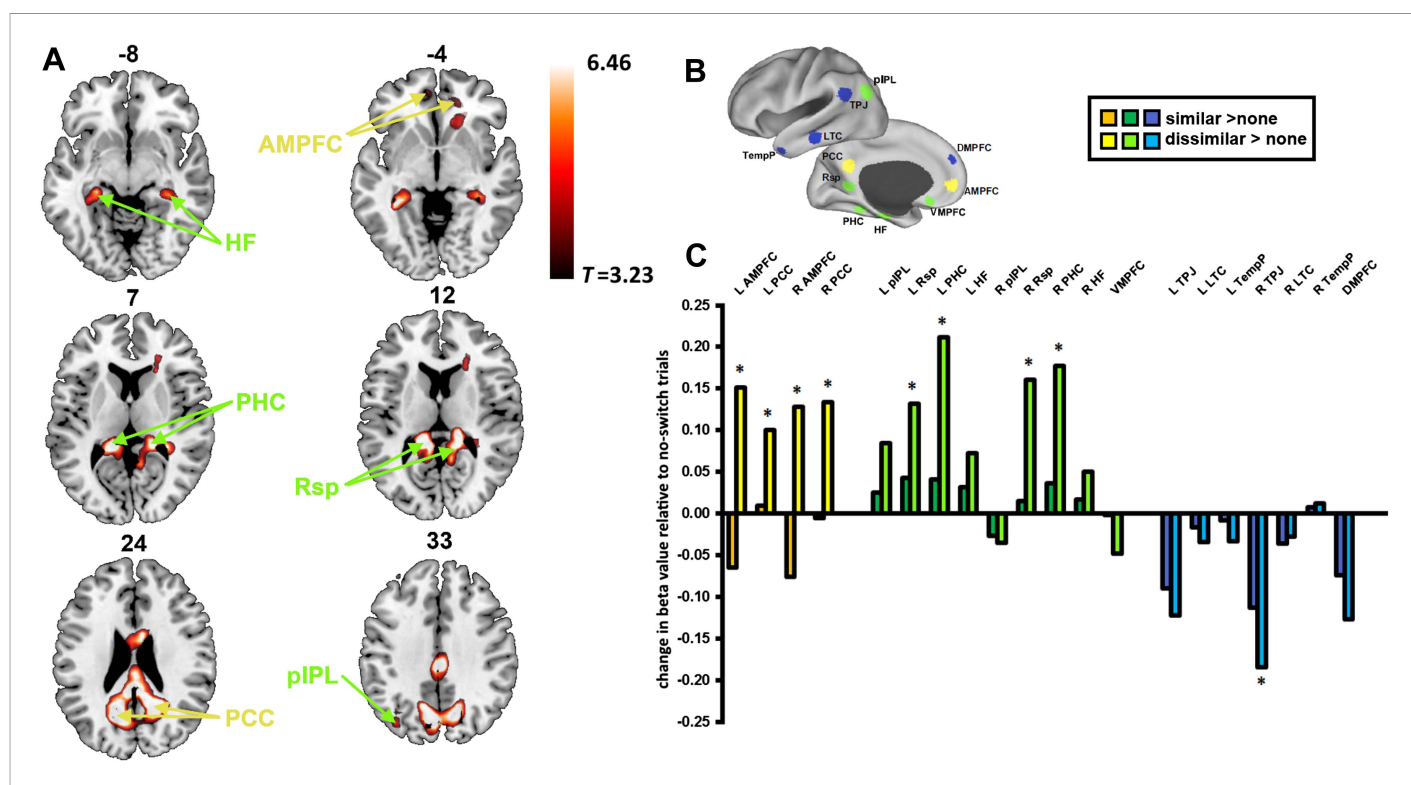 A
-8
-4
6.46
AMPFC
HF
T=3.23
7
12
PHC
Rsp
24
33
pIPL
PCC
B
pIPL
TPJ
LTC
TempP
PCC
DMPFC
Rsp
AMPFC
VMPFC
PHC
HF
similar >none
dissimilar > none
C
L AMPFC
L PCC
R AMPFC
R PCC
L pIPL
L Rsp
L PHC
L HF
R pIPL
R Rsp
R PHC
R HF
VMPFC
L TPJ
L LTC
L TempP
R TPJ
R LTC
R TempP
DMPFC
change in beta value relative to no-switch trials
0.25
0.20
0.15
0.10
0.05
0.00
-0.05
-0.10
-0.15
-0.20
-0.25
* * * * * * * * *